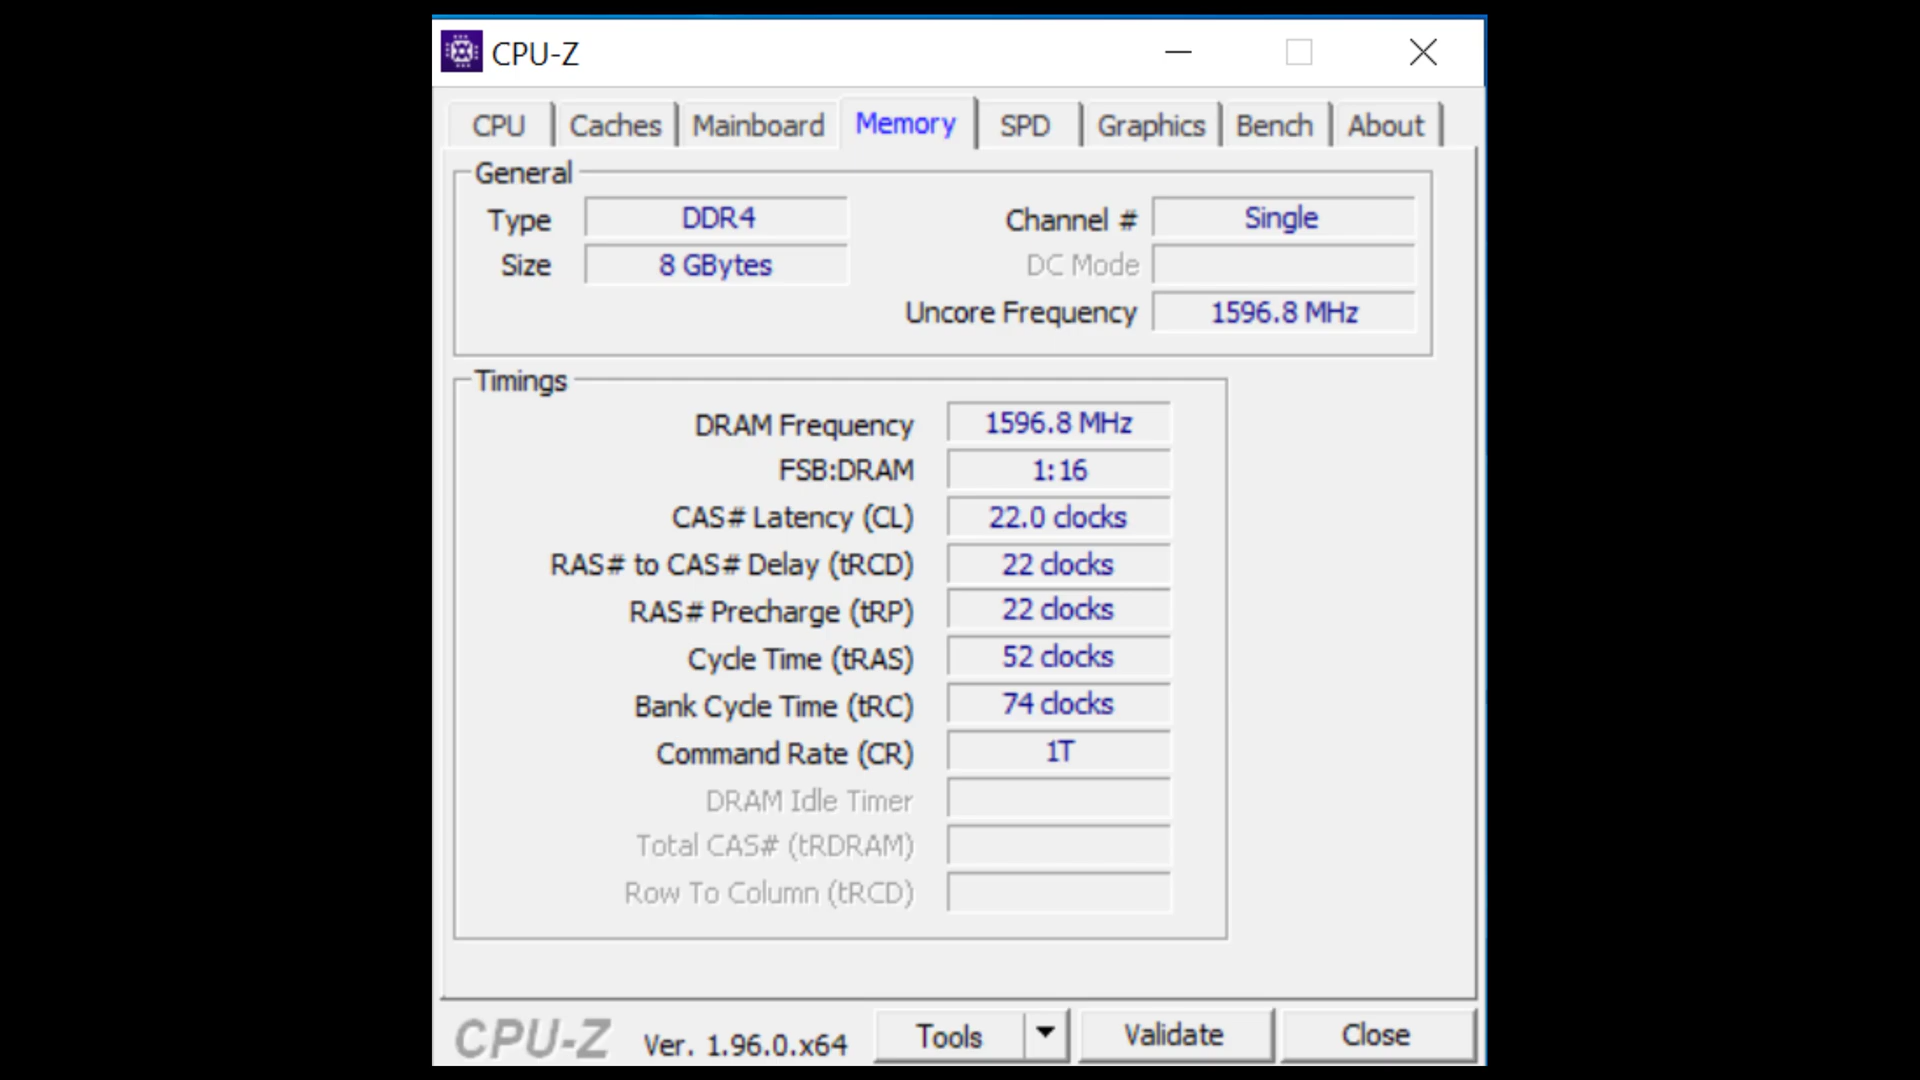 CPU-Z
CPU Caches Mainboard Memory SPD Graphics Bench About
General
Type DDR4 Channel # Single
Size 8 GBytes DC Mode
Uncore Frequency 1596.8 MHz
Timings
DRAM Frequency 1596.8 MHz
FSB:DRAM 1:16
CAS# Latency (CL) 22.0 clocks
RAS# to CAS# Delay (tRCD) 22 clocks
RAS# Precharge (tRP) 22 clocks
Cycle Time (tRAS) 52 clocks
Bank Cycle Time (tRC) 74 clocks
Command Rate (CR) 1T
DRAM Idle Timer
Total CAS# (tRDRAM)
Row To Column (tRCD)
CPU-Z Ver. 1.96.0.x64 Tools Validate Close